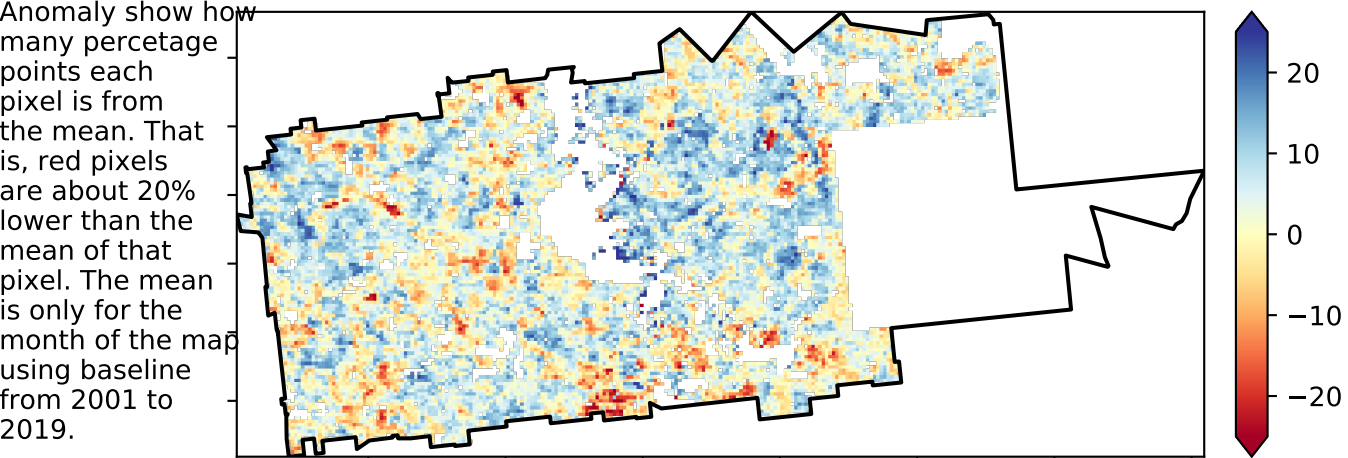 Anomaly show how
many percetage
points each
pixel is from
the mean. That
is, red pixels
are about 20%
lower than the
mean of that
pixel. The mean
is only for the
month of the map
using baseline
from 2001 to
2019.
20
10
0
−10
−20